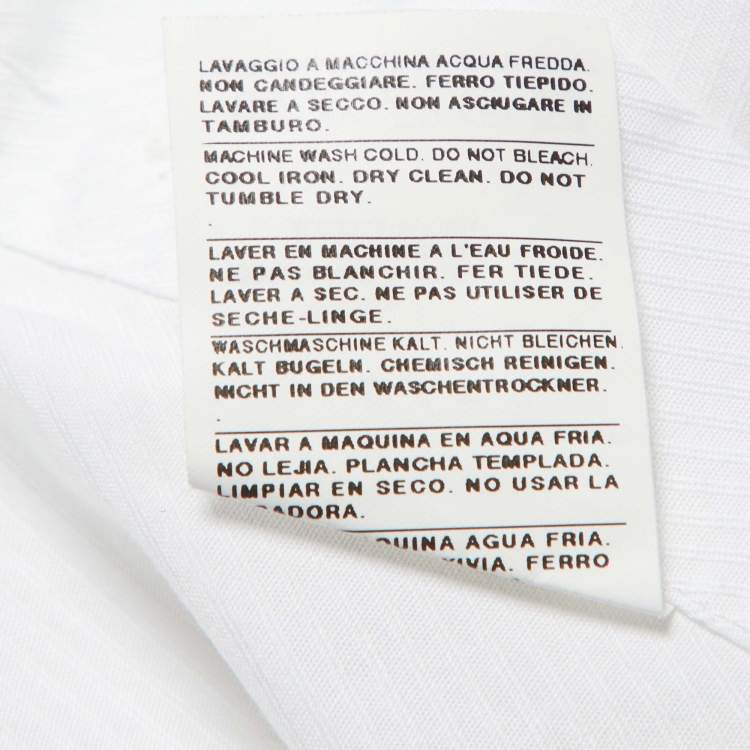 LAVAGGIO A MACCHINA ACQUA FREDDA.
NON CANDEGGIARE. FERRO TIEPIDO.
LAVARE A SECCO. NON ASCIUGARE IN
TAMBURO.
MACHINE WASH COLD. DO NOT BLEACH.
COOL IRON. DRY CLEAN. DO NOT
TUMBLE DRY.
.
LAVER EN MACHINE A L'EAU FROIDE.
NE PAS BLANCHIR. FER TIEDE.
LAVER A SEC. NE PAS UTILISER DE
SECHE-LINGE.
WASCHMASCHINE KALT. NICHT BLEICHEN.
KALT BUGELN. CHEMISCH REINIGEN.
NICHT IN DEN WASCHENTROCKNER.
.
LAVAR A MAQUINA EN AQUA FRIA.
NO LEJIA. PLANCHA TEMPLADA.
LIMPIAR EN SECO. NO USAR LA
ADORA.
QUINA AGUA FRIA.
IVIA. FERRO